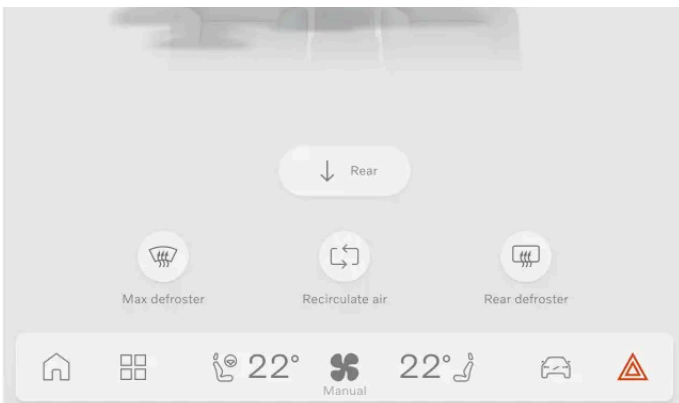 Rear
Max defroster
Recirculate air
Rear defroster
22°
22°
Manual